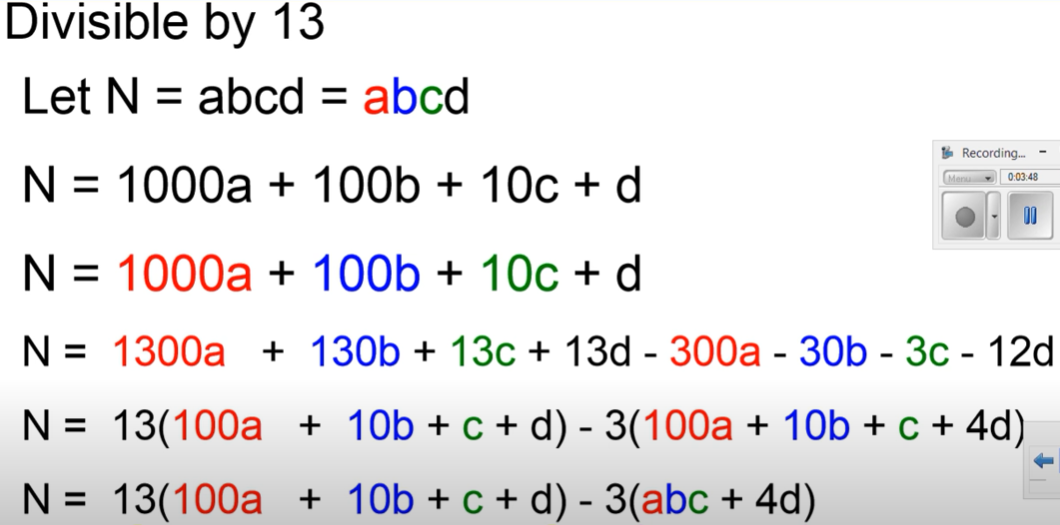 Divisible by 13
Let N = abcd = abcd
N = 1000a + 100b + 10c + d
Recording...
Menu
0:03:48
N = 1000a + 100b + 10c + d
N = 1300a + 130b + 13c + 13d - 300a - 30b - 3c - 12d
N = 13(100a + 10b + c + d) - 3(100a + 10b + c + 4d)
N = 13(100a + 10b + c + d) - 3(abc + 4d)